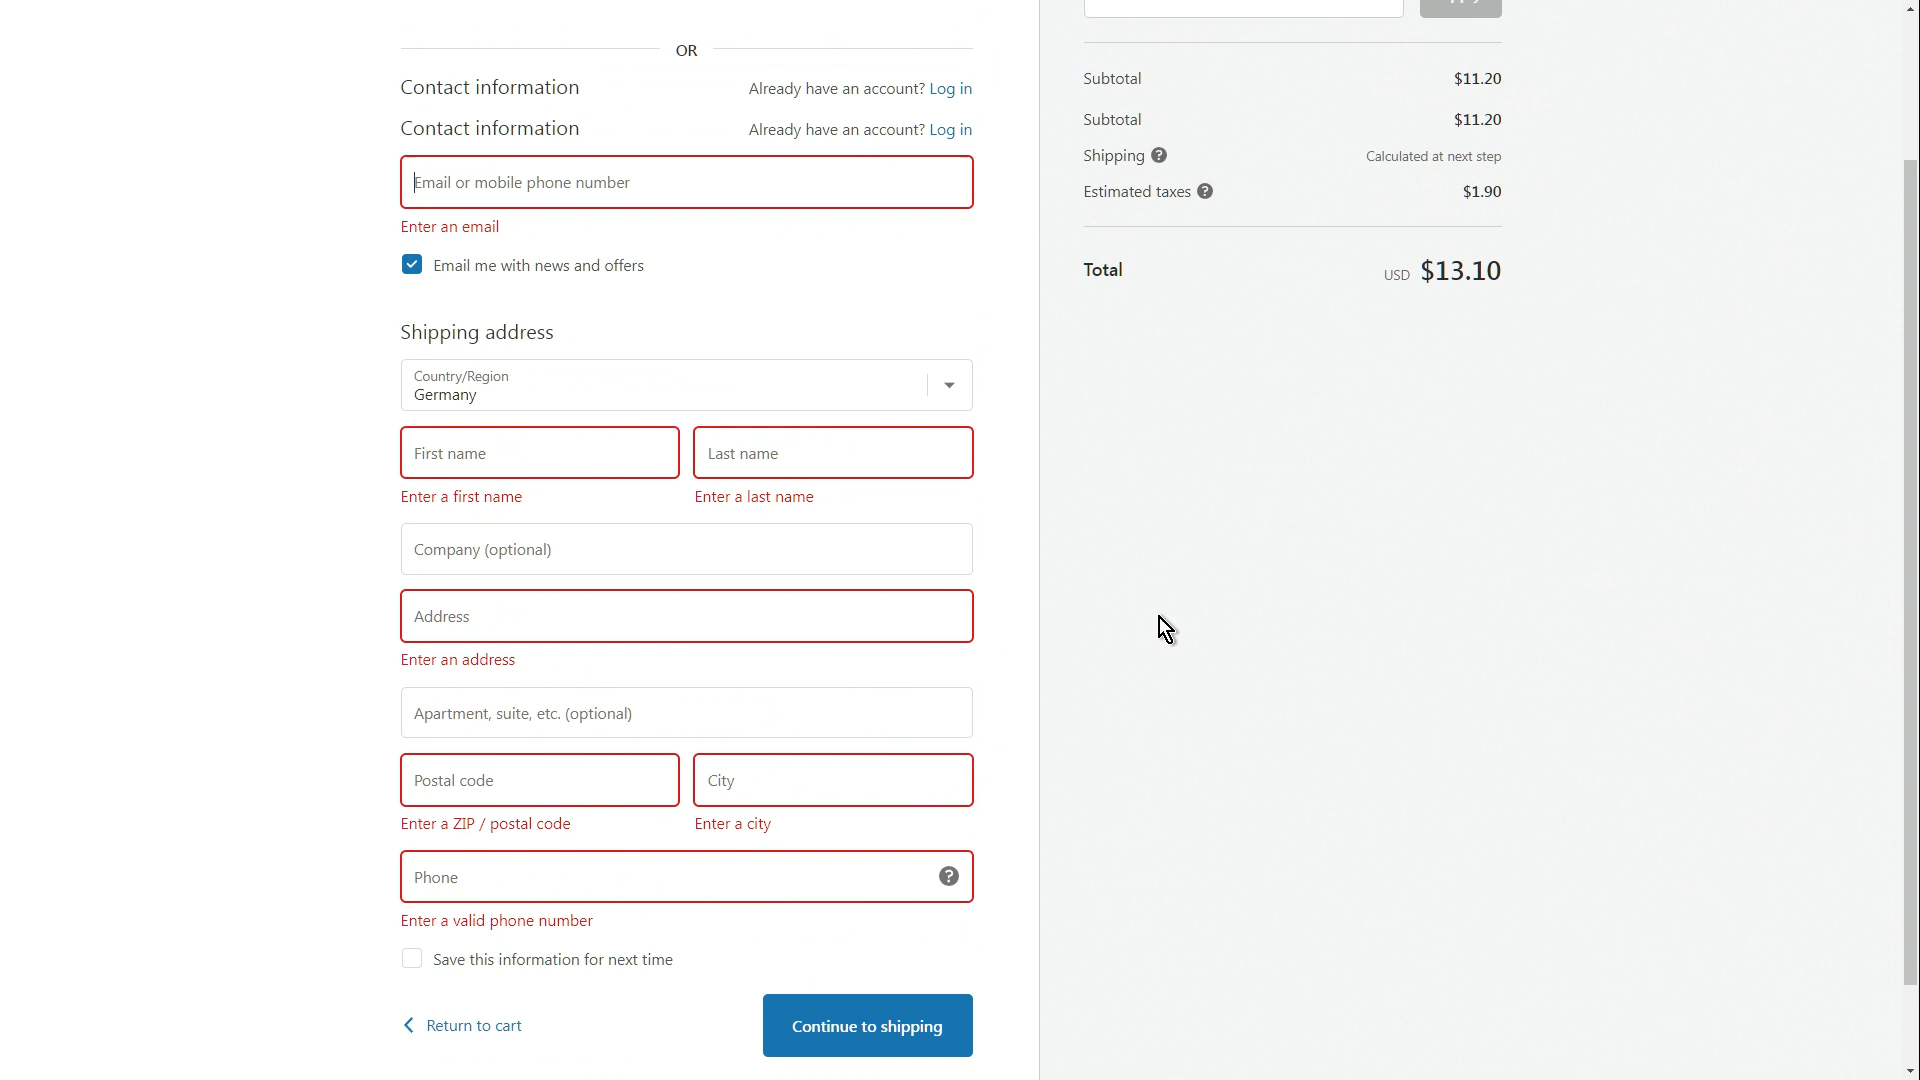 OR
Contact information Already have an account? Log in
Contact information Already have an account? Log in
Email or mobile phone number
Enter an email
Email me with news and offers
Shipping address
Country/Region
Germany
First name Last name
Enter a first name Enter a last name
Company (optional)
Address
Enter an address
Apartment, suite, etc. (optional)
Postal code City
Enter a ZIP / postal code Enter a city
Phone ?
Enter a valid phone number
Save this information for next time
Return to cart Continue to shipping
Subtotal $11.20
Subtotal $11.20
Shipping ? Calculated at next step
Estimated taxes ? $1.90
Total USD $13.10